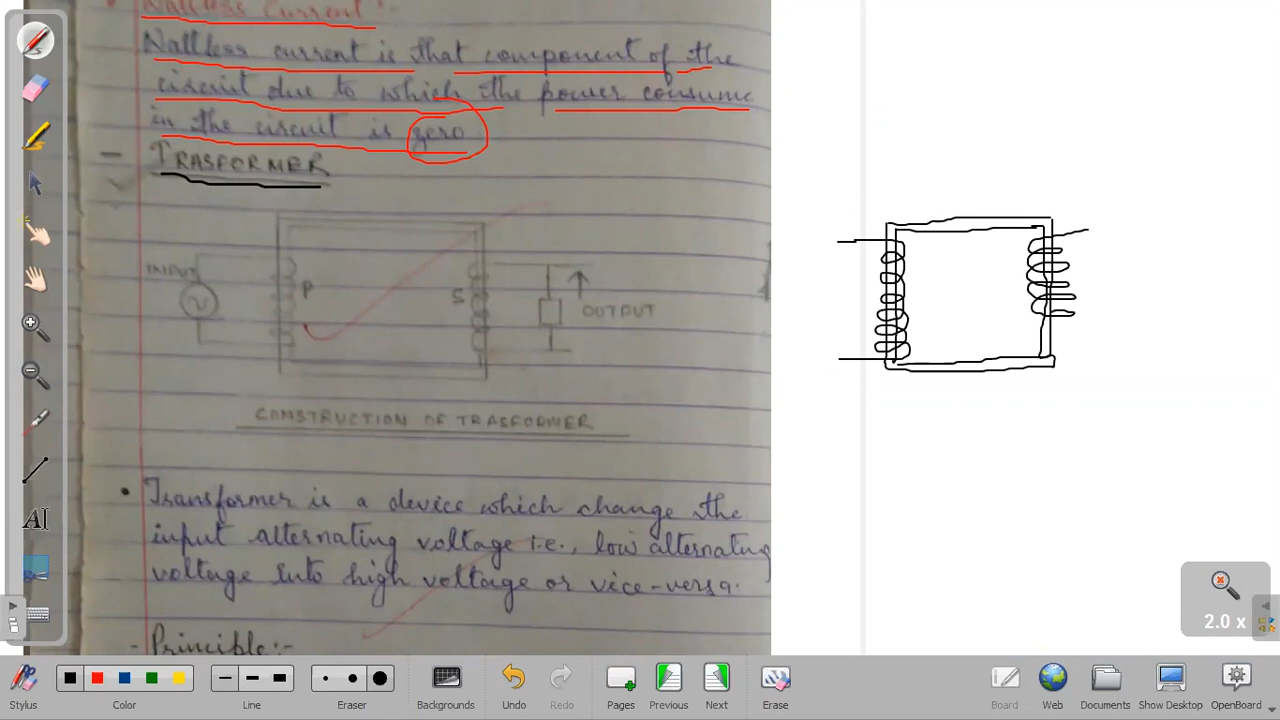 Wattless Current :-
Wattless current is that component of the
circuit due to which the power consume
in the circuit is zero
- TRASFORMER
INPUT
P
S
OUTPUT
CONSTRUCTION OF TRASFORMER
• Transformer is a device which change the
input alternating voltage i.e., low alternating
voltage into high voltage or vice-versa.
- Principle:-
AI
2.0 x
Stylus
Color
Line
Eraser
Backgrounds
Undo
Redo
Pages
Previous
Next
Erase
Board
Web
Documents
Show Desktop
OpenBoard